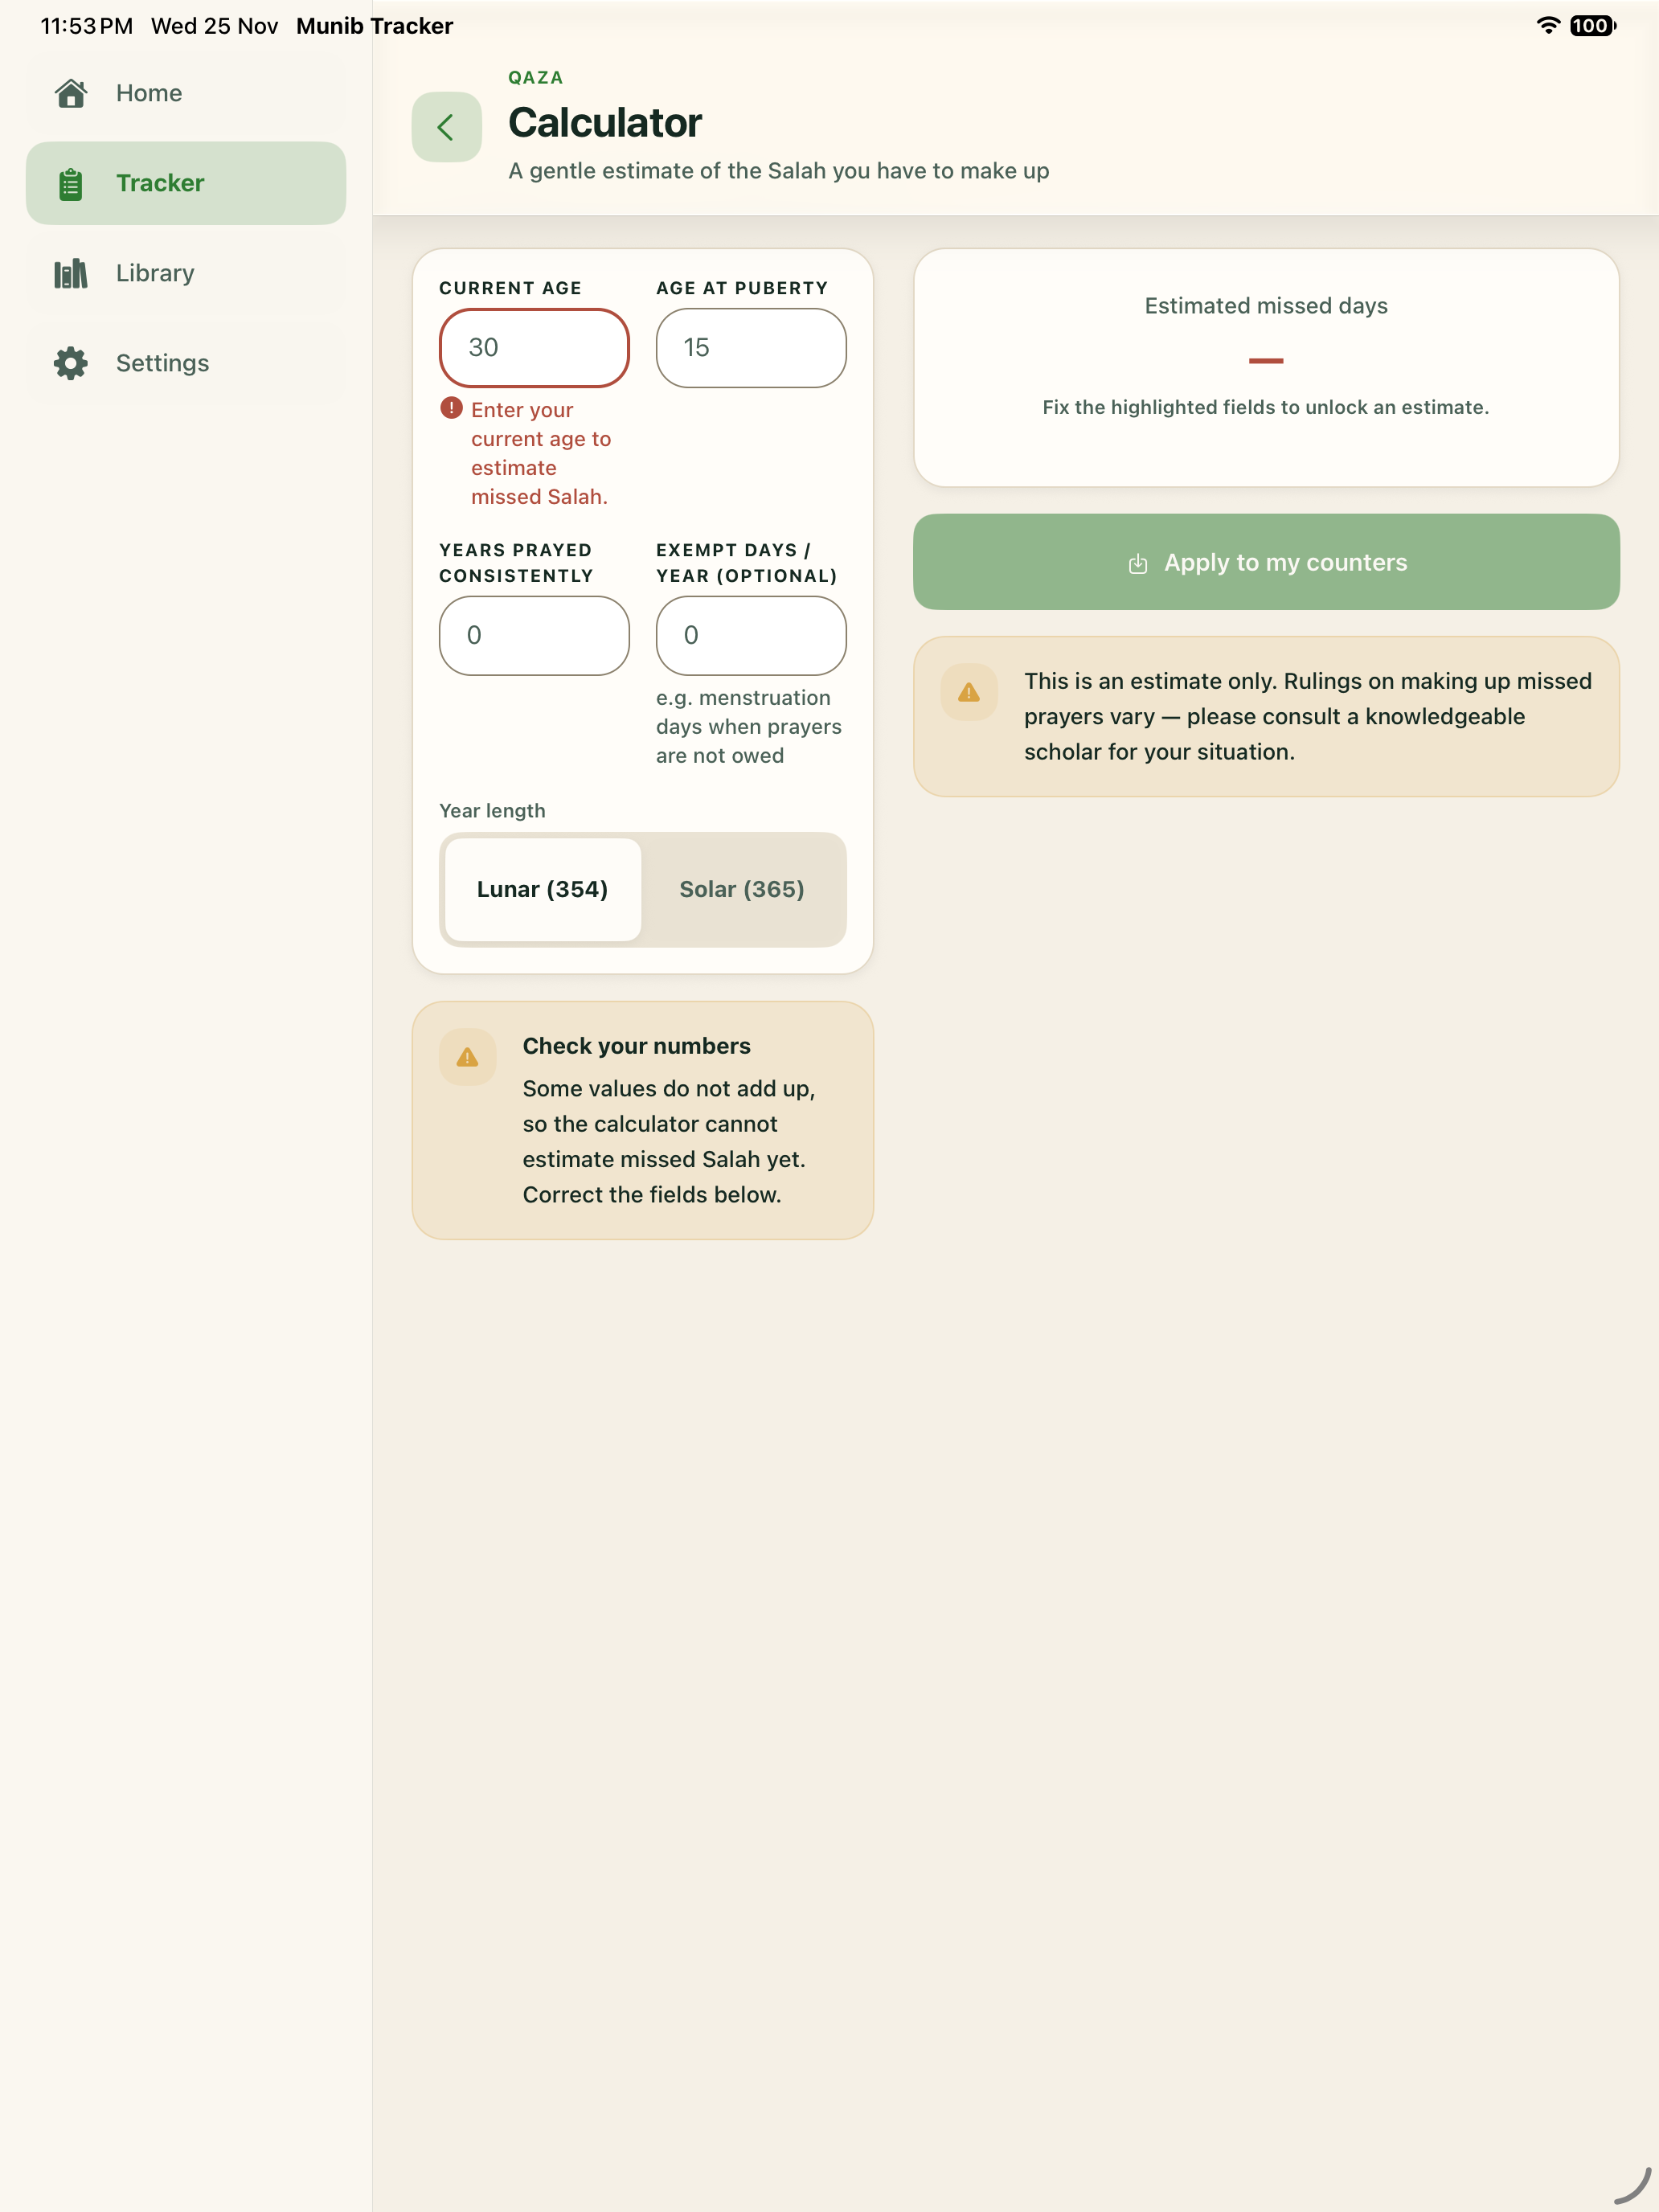 11:53 PM Wed 25 Nov Munib Tracker
100
Home
Tracker
Library
Settings
QAZA
Calculator
A gentle estimate of the Salah you have to make up
CURRENT AGE
30
Enter your
current age to
estimate
missed Salah.
AGE AT PUBERTY
15
YEARS PRAYED
CONSISTENTLY
0
EXEMPT DAYS /
YEAR (OPTIONAL)
0
e.g. menstruation
days when prayers
are not owed
Year length
Lunar (354)
Solar (365)
Check your numbers
Some values do not add up,
so the calculator cannot
estimate missed Salah yet.
Correct the fields below.
Estimated missed days
—
Fix the highlighted fields to unlock an estimate.
Apply to my counters
This is an estimate only. Rulings on making up missed
prayers vary — please consult a knowledgeable
scholar for your situation.